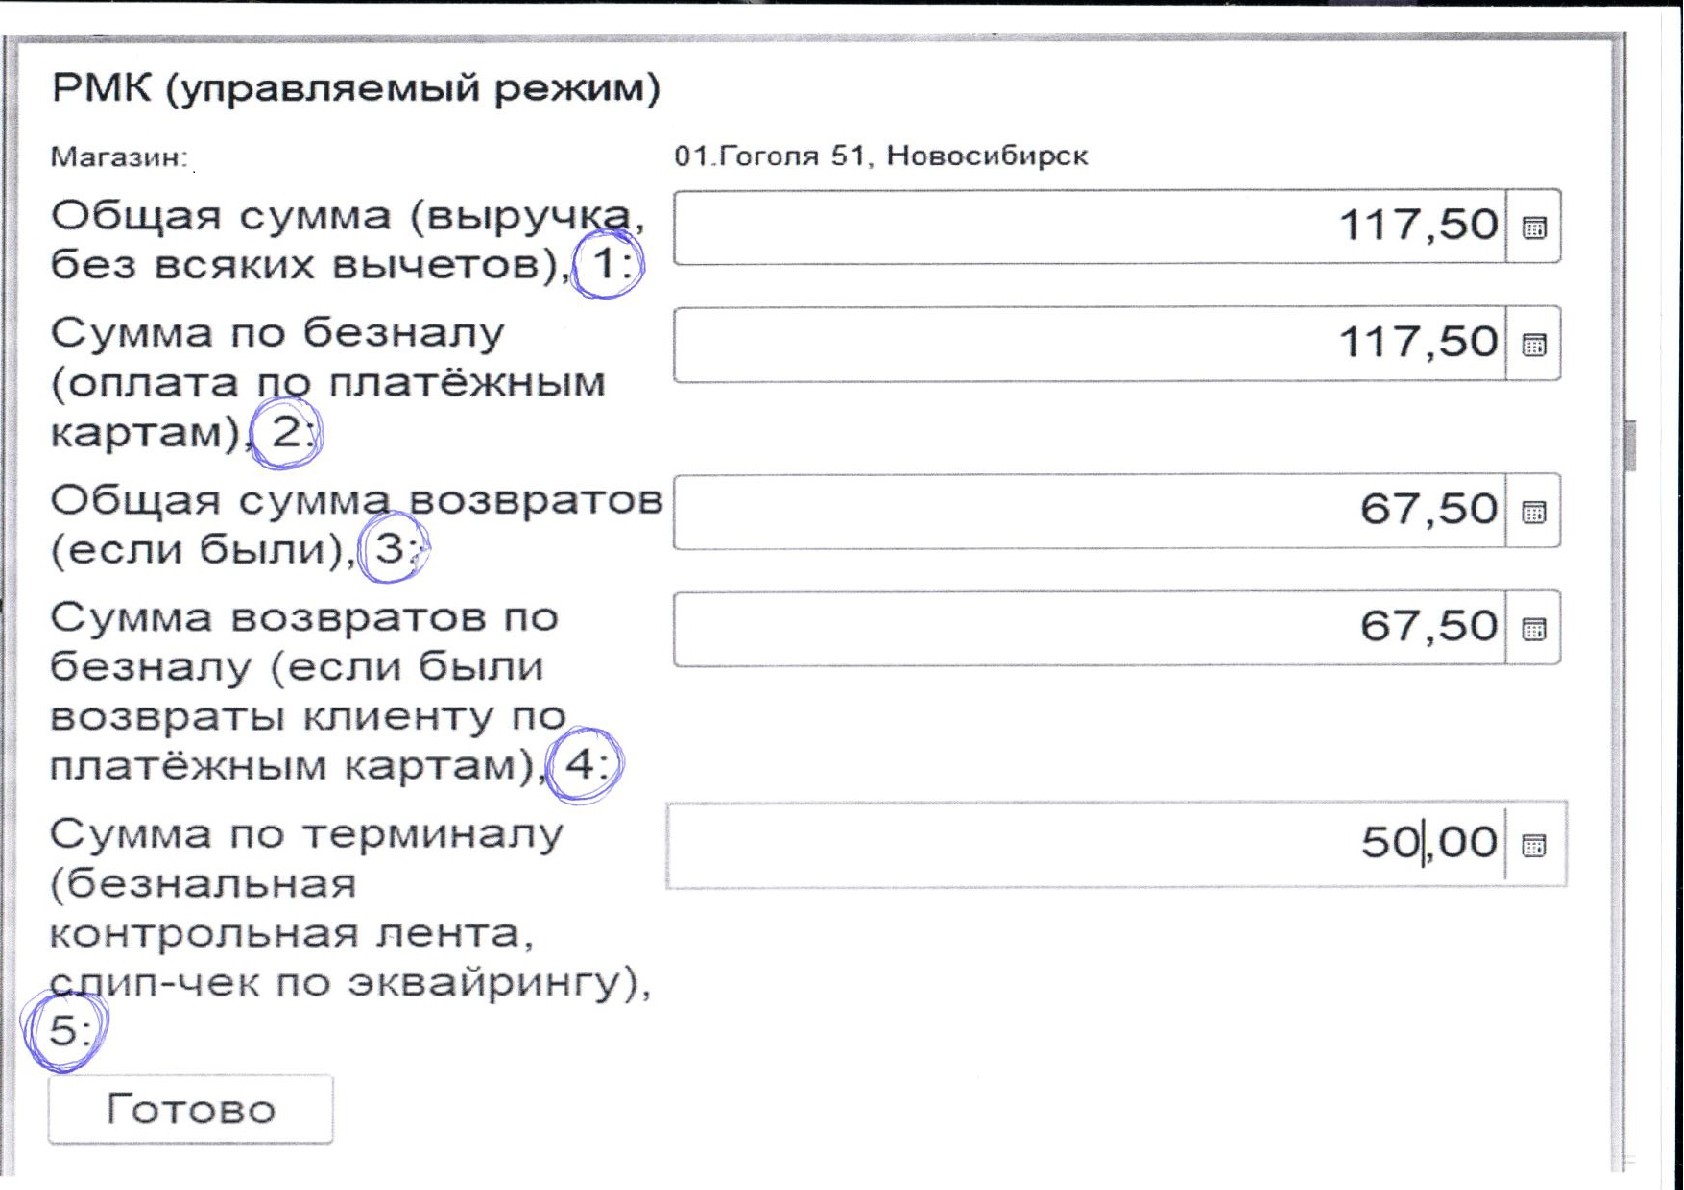 РМК (управляемый режим)
Магазин: 01.Гоголя 51, Новосибирск
Общая сумма (выручка, 117,50
без всяких вычетов), 1:
Сумма по безналу 117,50
(оплата по платёжным
картам), 2:
Общая сумма возвратов 67,50
(если были), 3:
Сумма возвратов по 67,50
безналу (если были
возвраты клиенту по
платёжным картам), 4:
Сумма по терминалу 50,00
(безнальная
контрольная лента,
слип-чек по эквайрингу),
5:
Готово